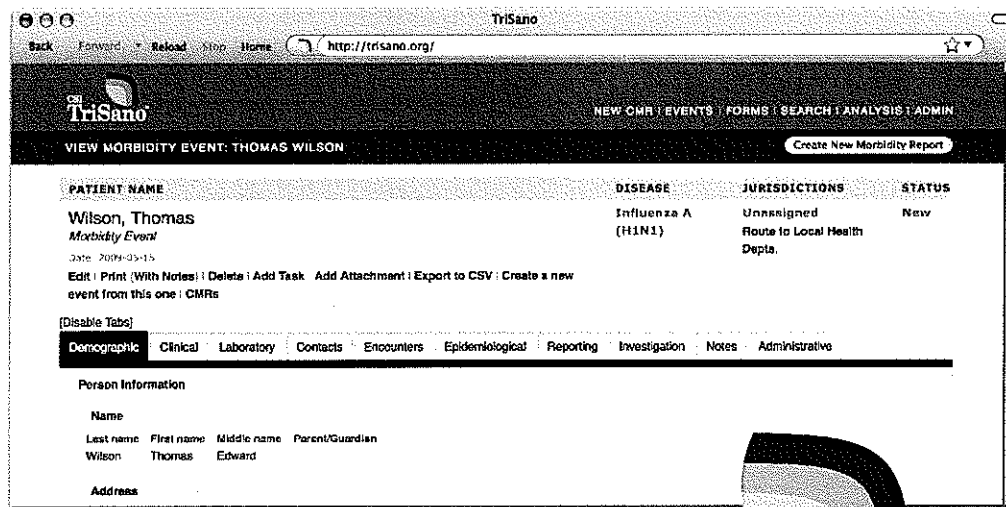 TriSano
Back Forward Reload Stop Home http://trisano.org/
CSI
TriSano™
NEW CMR | EVENTS | FORMS | SEARCH | ANALYSIS | ADMIN
VIEW MORBIDITY EVENT: THOMAS WILSON
Create New Morbidity Report
PATIENT NAME DISEASE JURISDICTIONS STATUS
Wilson, Thomas Influenza A Unassigned New
Morbidity Event (H1N1) Route to Local Health
Depts.
Date 2009-05-15
Edit | Print (With Notes) | Delete | Add Task Add Attachment | Export to CSV | Create a new
event from this one | CMRs
[Disable Tabs]
Demographic Clinical Laboratory Contacts Encounters Epidemiological Reporting Investigation Notes Administrative
Person Information
Name
Last name First name Middle name Parent/Guardian
Wilson Thomas Edward
Address